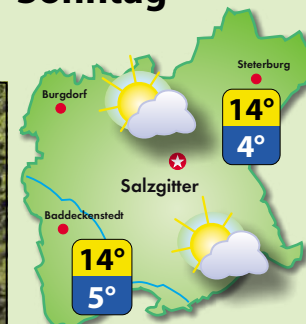 Sonntag
Steterburg
Burgdorf
14°
4°
Salzgitter
Baddeckenstedt
14°
5°